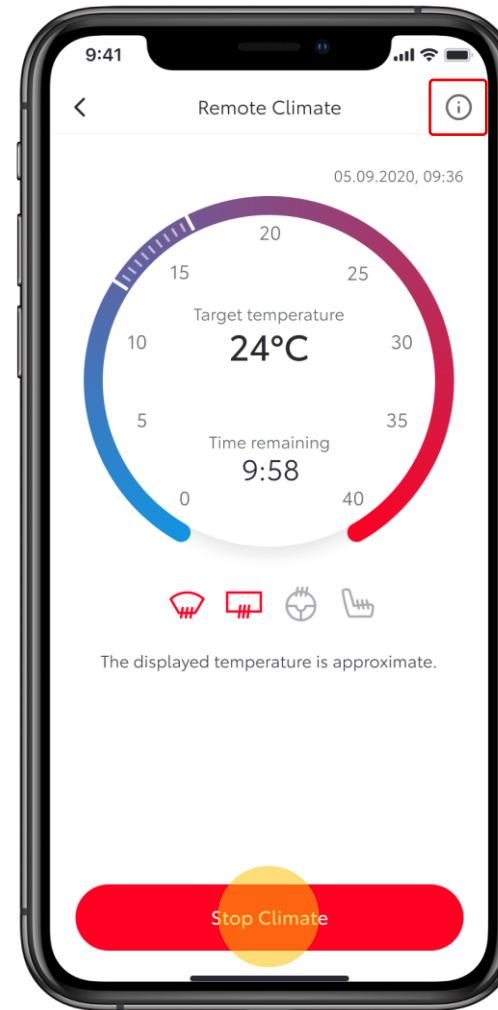 9:41
Remote Climate
05.09.2020, 09:36
20
15
25
Target temperature
10
24°C
30
5
35
Time remaining
9:58
0
40
The displayed temperature is approximate.
Stop Climate